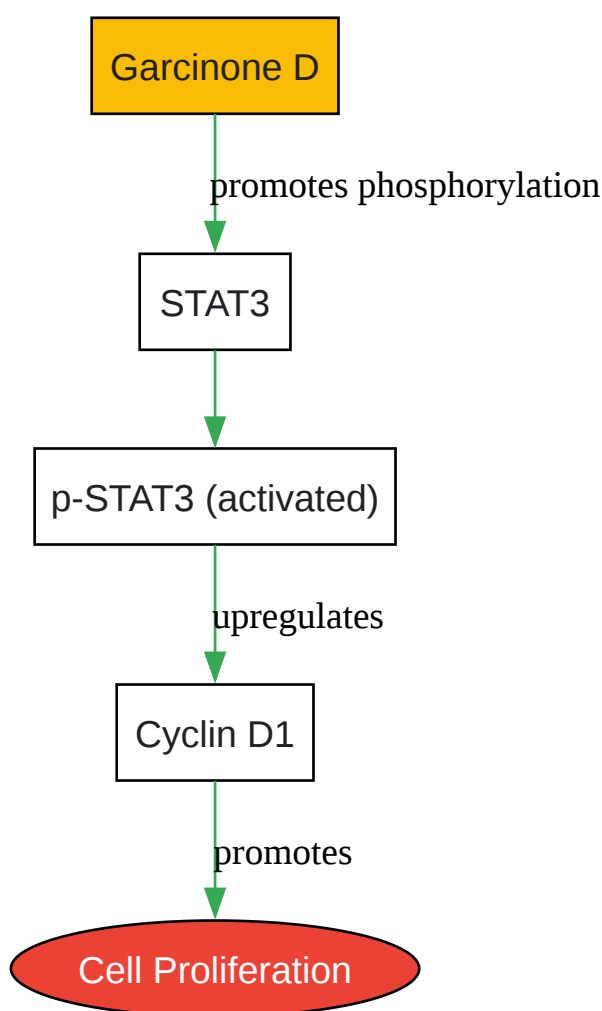 Garcinone D
promotes phosphorylation
STAT3
p-STAT3 (activated)
upregulates
Cyclin D1
promotes
Cell Proliferation